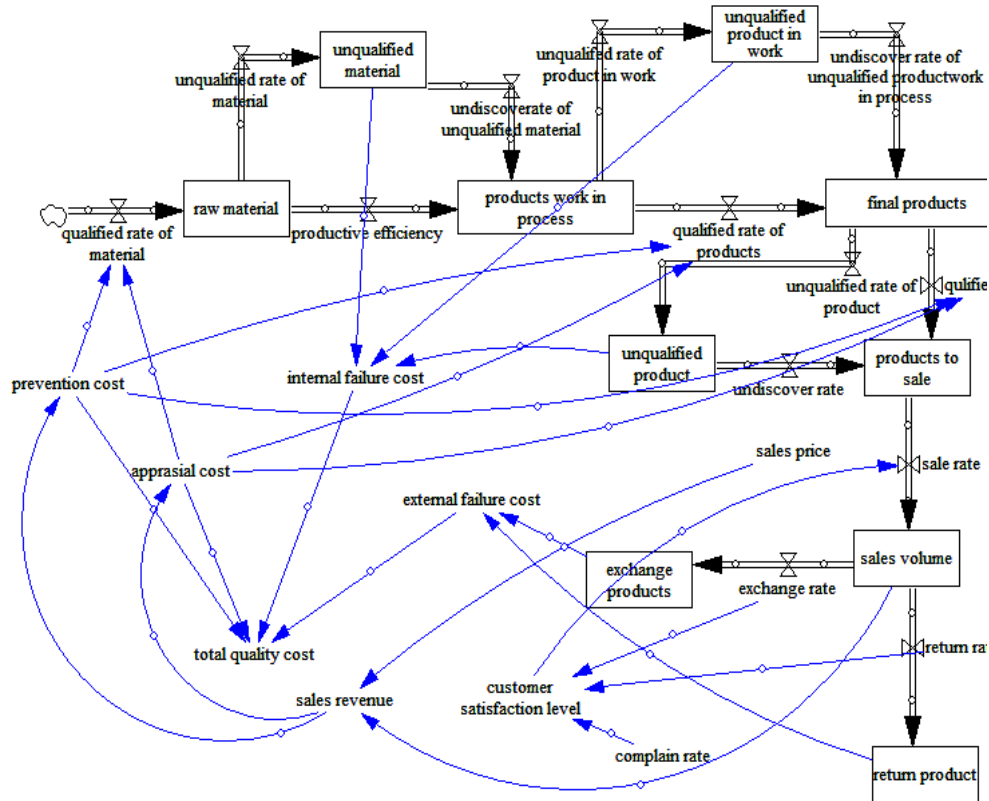 unqualified
product in
work
unqualified
material
unqualified rate of
material
unqualified rate of
product in work
undiscover rate of
unqualified productwork
in process
undiscoverate of
unqualified material
raw material
products work in
process
final products
qualified rate of
material
productive efficiency
qualified rate of
products
unqualified rate of
product
qulifie
unqualified
product
undiscover rate
products to
sale
prevention cost
internal failure cost
apprasial cost
sales price
sale rate
external failure cost
exchange
products
exchange rate
sales volume
total quality cost
sales revenue
customer
satisfaction level
return rat
complain rate
return product